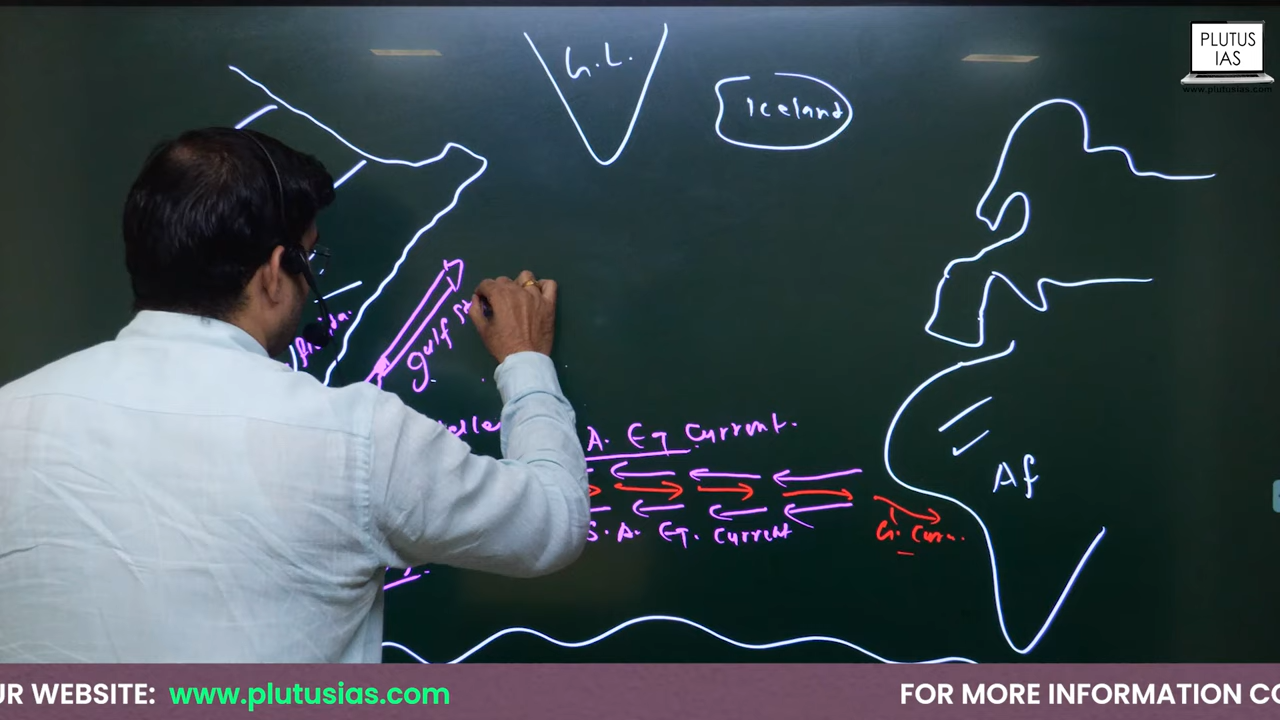 PLUTUS
IAS
www.plutusias.com
G.L.
Iceland
gulf St
A. Eq Current.
S. A. Eq. Current
Af
G. Curr.
UR WEBSITE: www.plutusias.com
FOR MORE INFORMATION CO